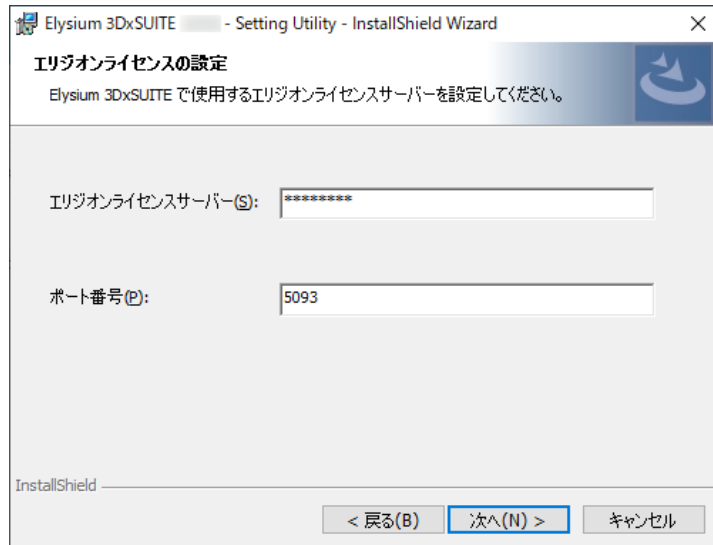 Elysium 3DxSUITE - Setting Utility - InstallShield Wizard
エリジオンライセンスの設定
Elysium 3DxSUITE で使用するエリジオンライセンスサーバーを設定してください。
エリジオンライセンスサーバー(S): ********
ポート番号(P): 5093
InstallShield
< 戻る(B) 次へ(N) > キャンセル